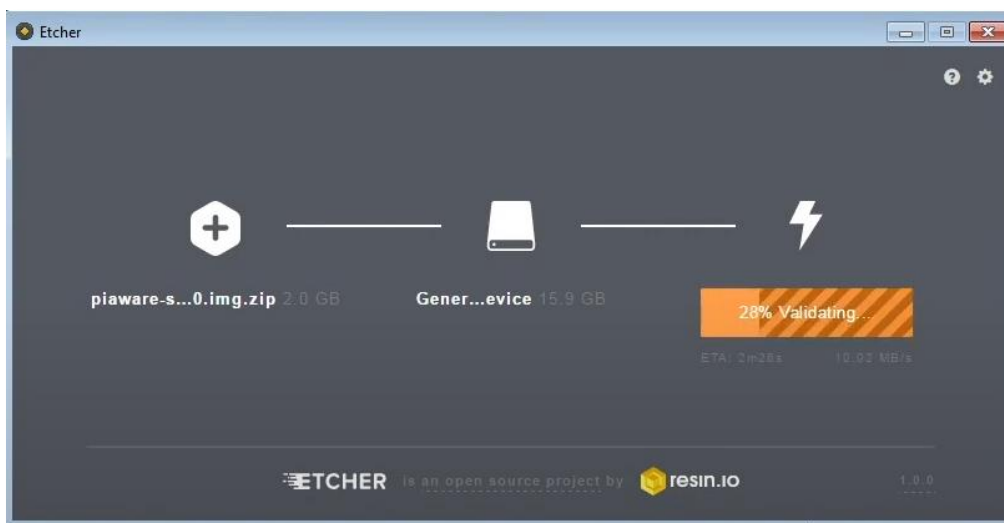 Etcher
piaware-s...0.img.zip 2.0 GB
Gener...evice 15.9 GB
28% Validating...
ETA: 2m28s 10.02 MB/s
ETCHER is an open source project by resin.io 1.0.0